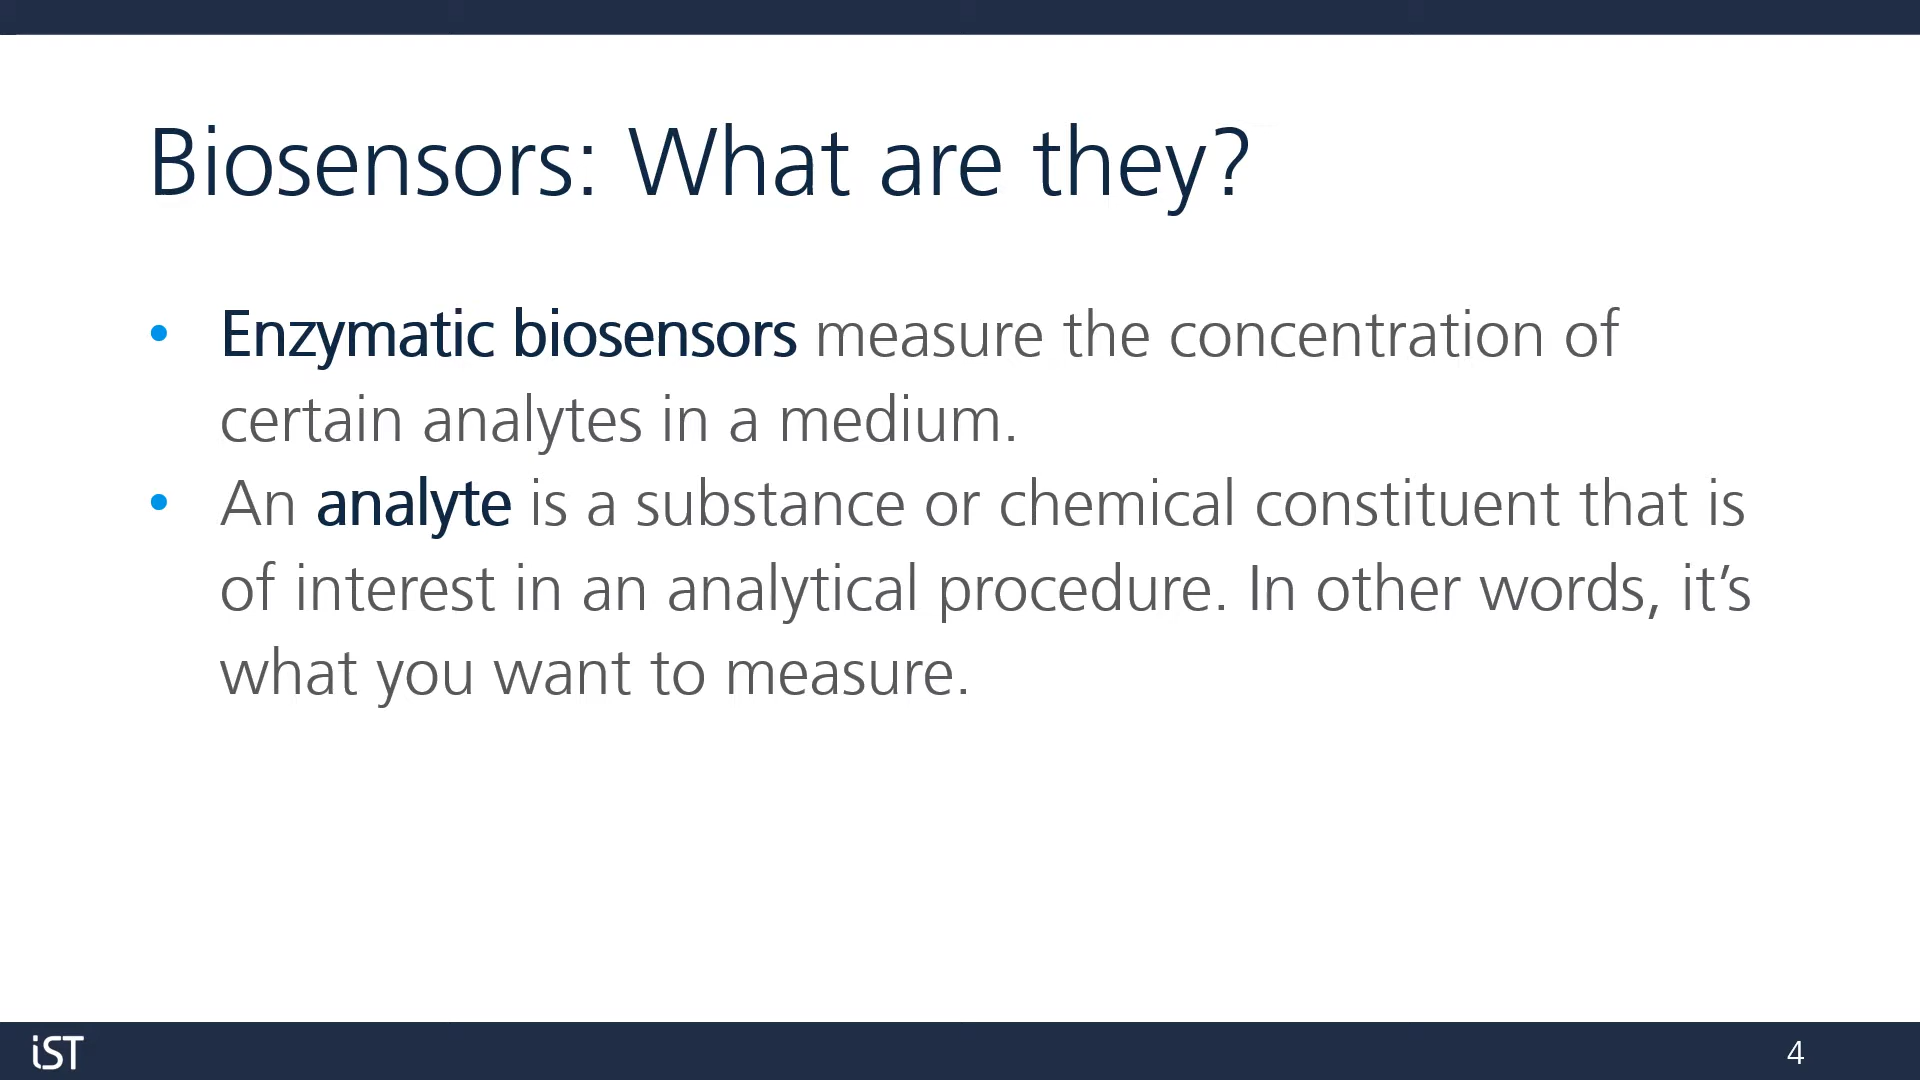 Biosensors: What are they?
• Enzymatic biosensors measure the concentration of
certain analytes in a medium.
• An analyte is a substance or chemical constituent that is
of interest in an analytical procedure. In other words, it’s
what you want to measure.
iST
4